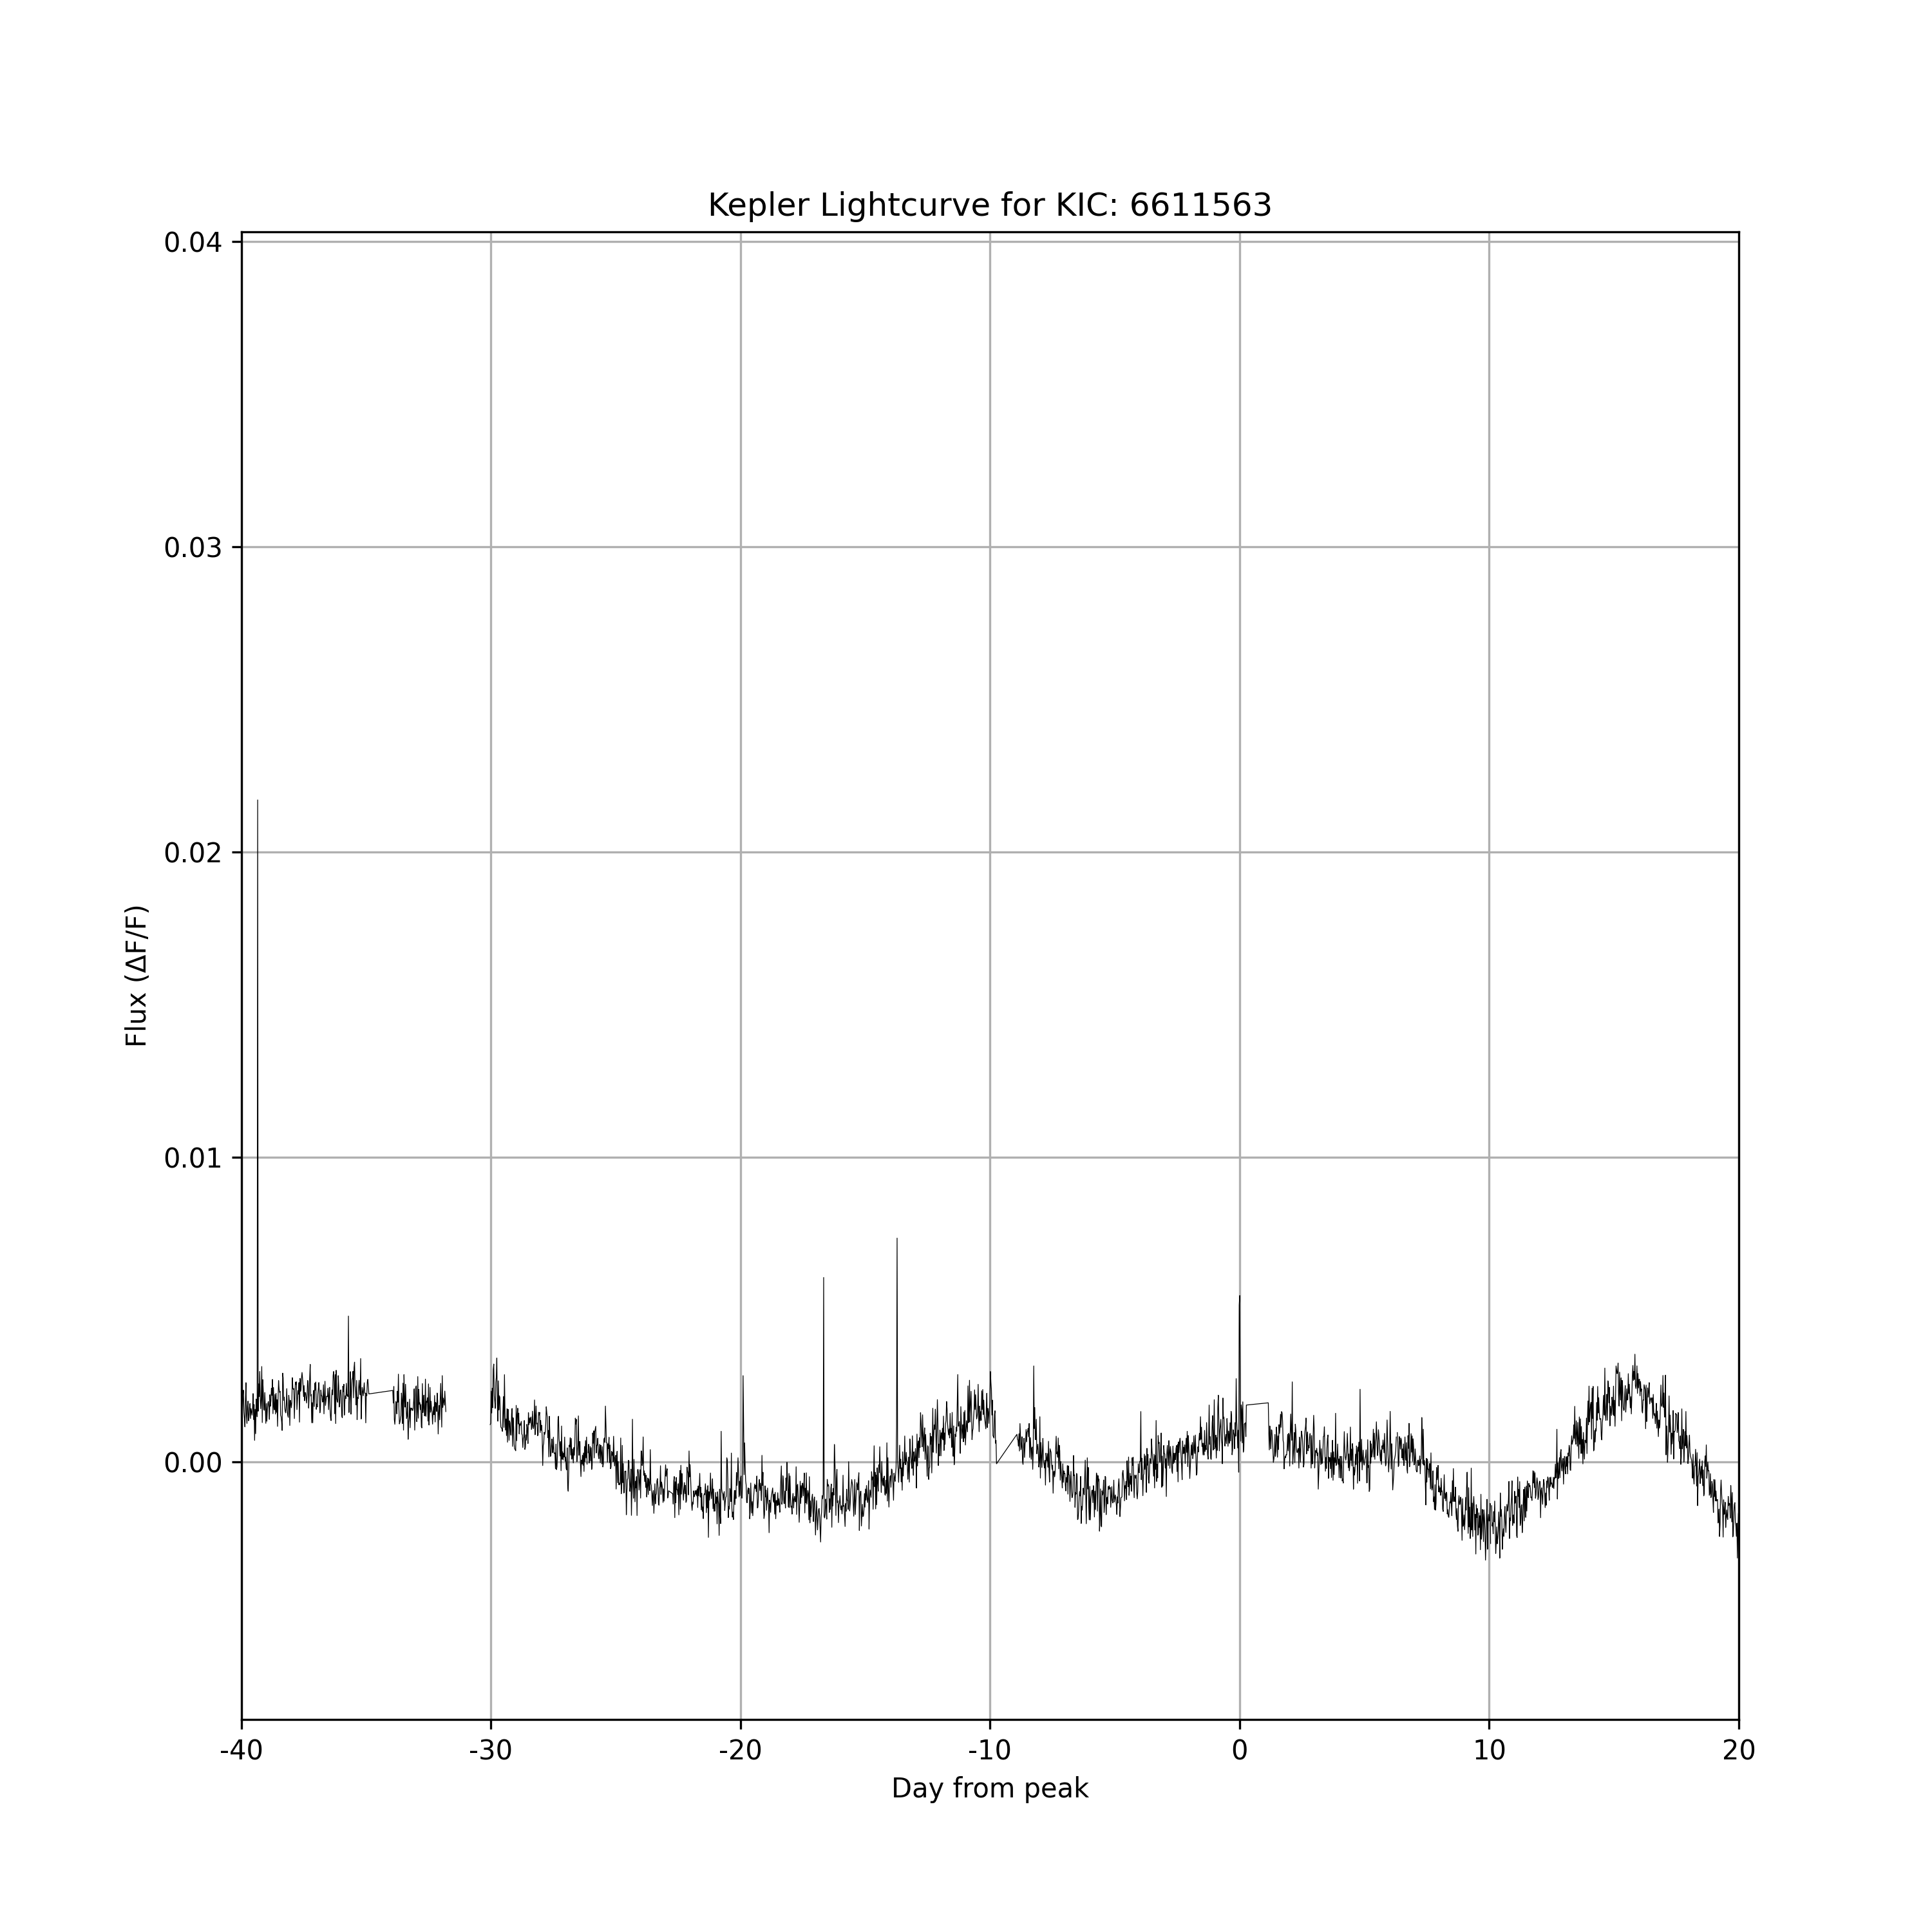 Kepler Lightcurve for KIC: 6611563
0.04
0.03
0.02
0.01
0.00
Flux (ΔF/F)
-40 -30 -20 -10 0 10 20
Day from peak